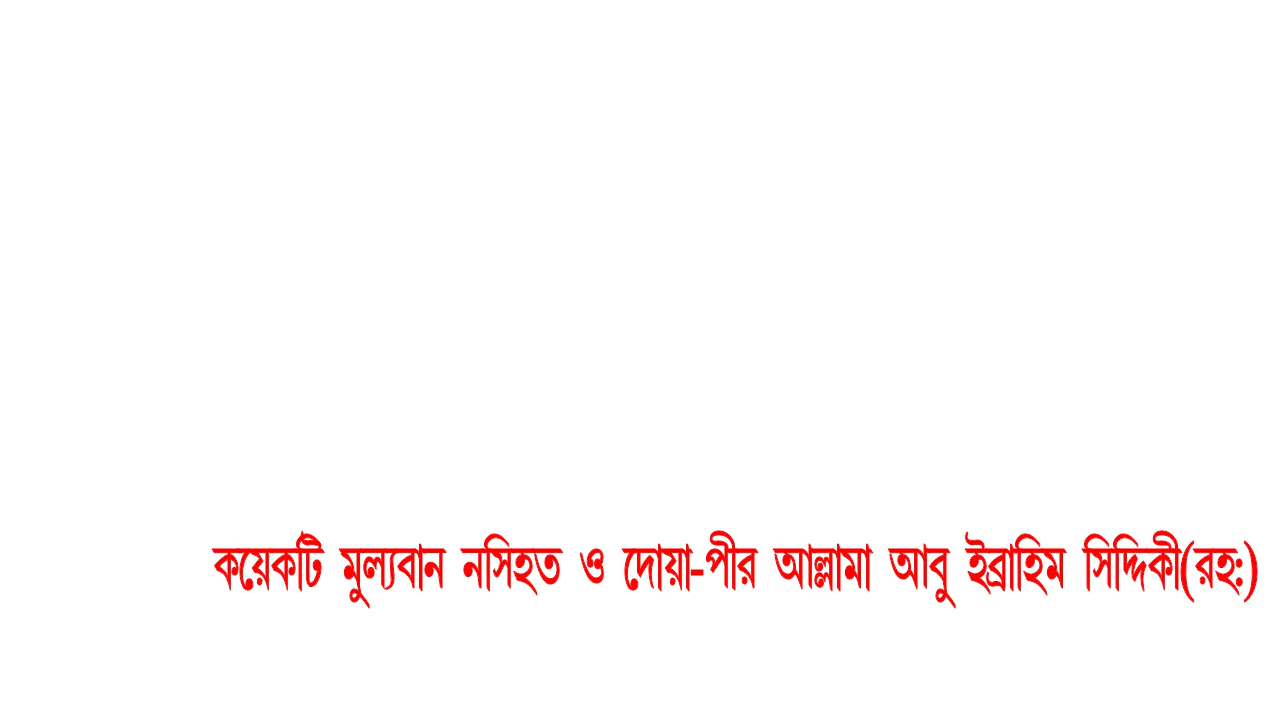 কয়েকটি মুল্যবান নসিহত ও দোয়া-পীর আল্লামা আবু ইব্রাহিম সিদ্দিকী(রহ:)